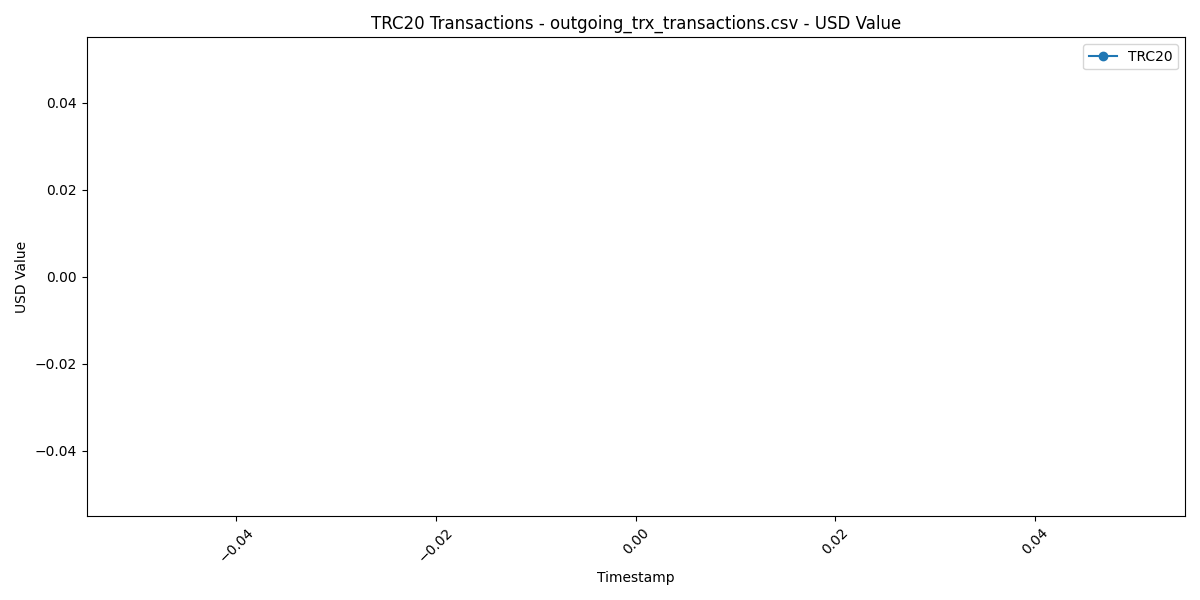 TRC20 Transactions - outgoing_trx_transactions.csv - USD Value
TRC20
0.04
0.02
0.00
−0.02
−0.04
USD Value
−0.04
−0.02
0.00
0.02
0.04
Timestamp